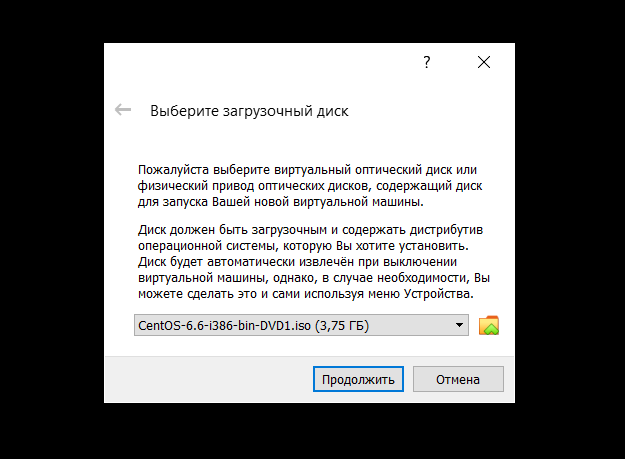 ?
Выберите загрузочный диск
Пожалуйста выберите виртуальный оптический диск или
физический привод оптических дисков, содержащий диск
для запуска Вашей новой виртуальной машины.
Диск должен быть загрузочным и содержать дистрибутив
операционной системы, которую Вы хотите установить.
Диск будет автоматически извлечён при выключении
виртуальной машины, однако, в случае необходимости, Вы
можете сделать это и сами используя меню Устройства.
CentOS-6.6-i386-bin-DVD1.iso (3,75 ГБ)
Продолжить Отмена